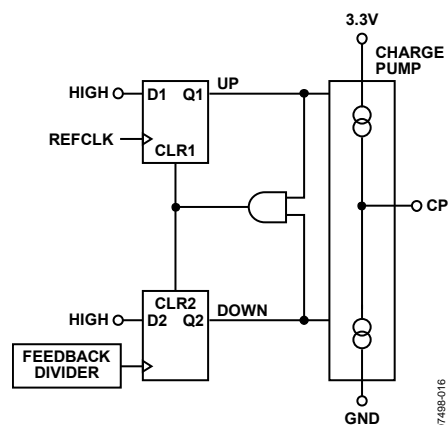 3.3V
CHARGE
PUMP
HIGH
D1
Q1
UP
REFCLK
CLR1
CP
CLR2
HIGH
D2
Q2
DOWN
FEEDBACK
DIVIDER
GND
07498-016